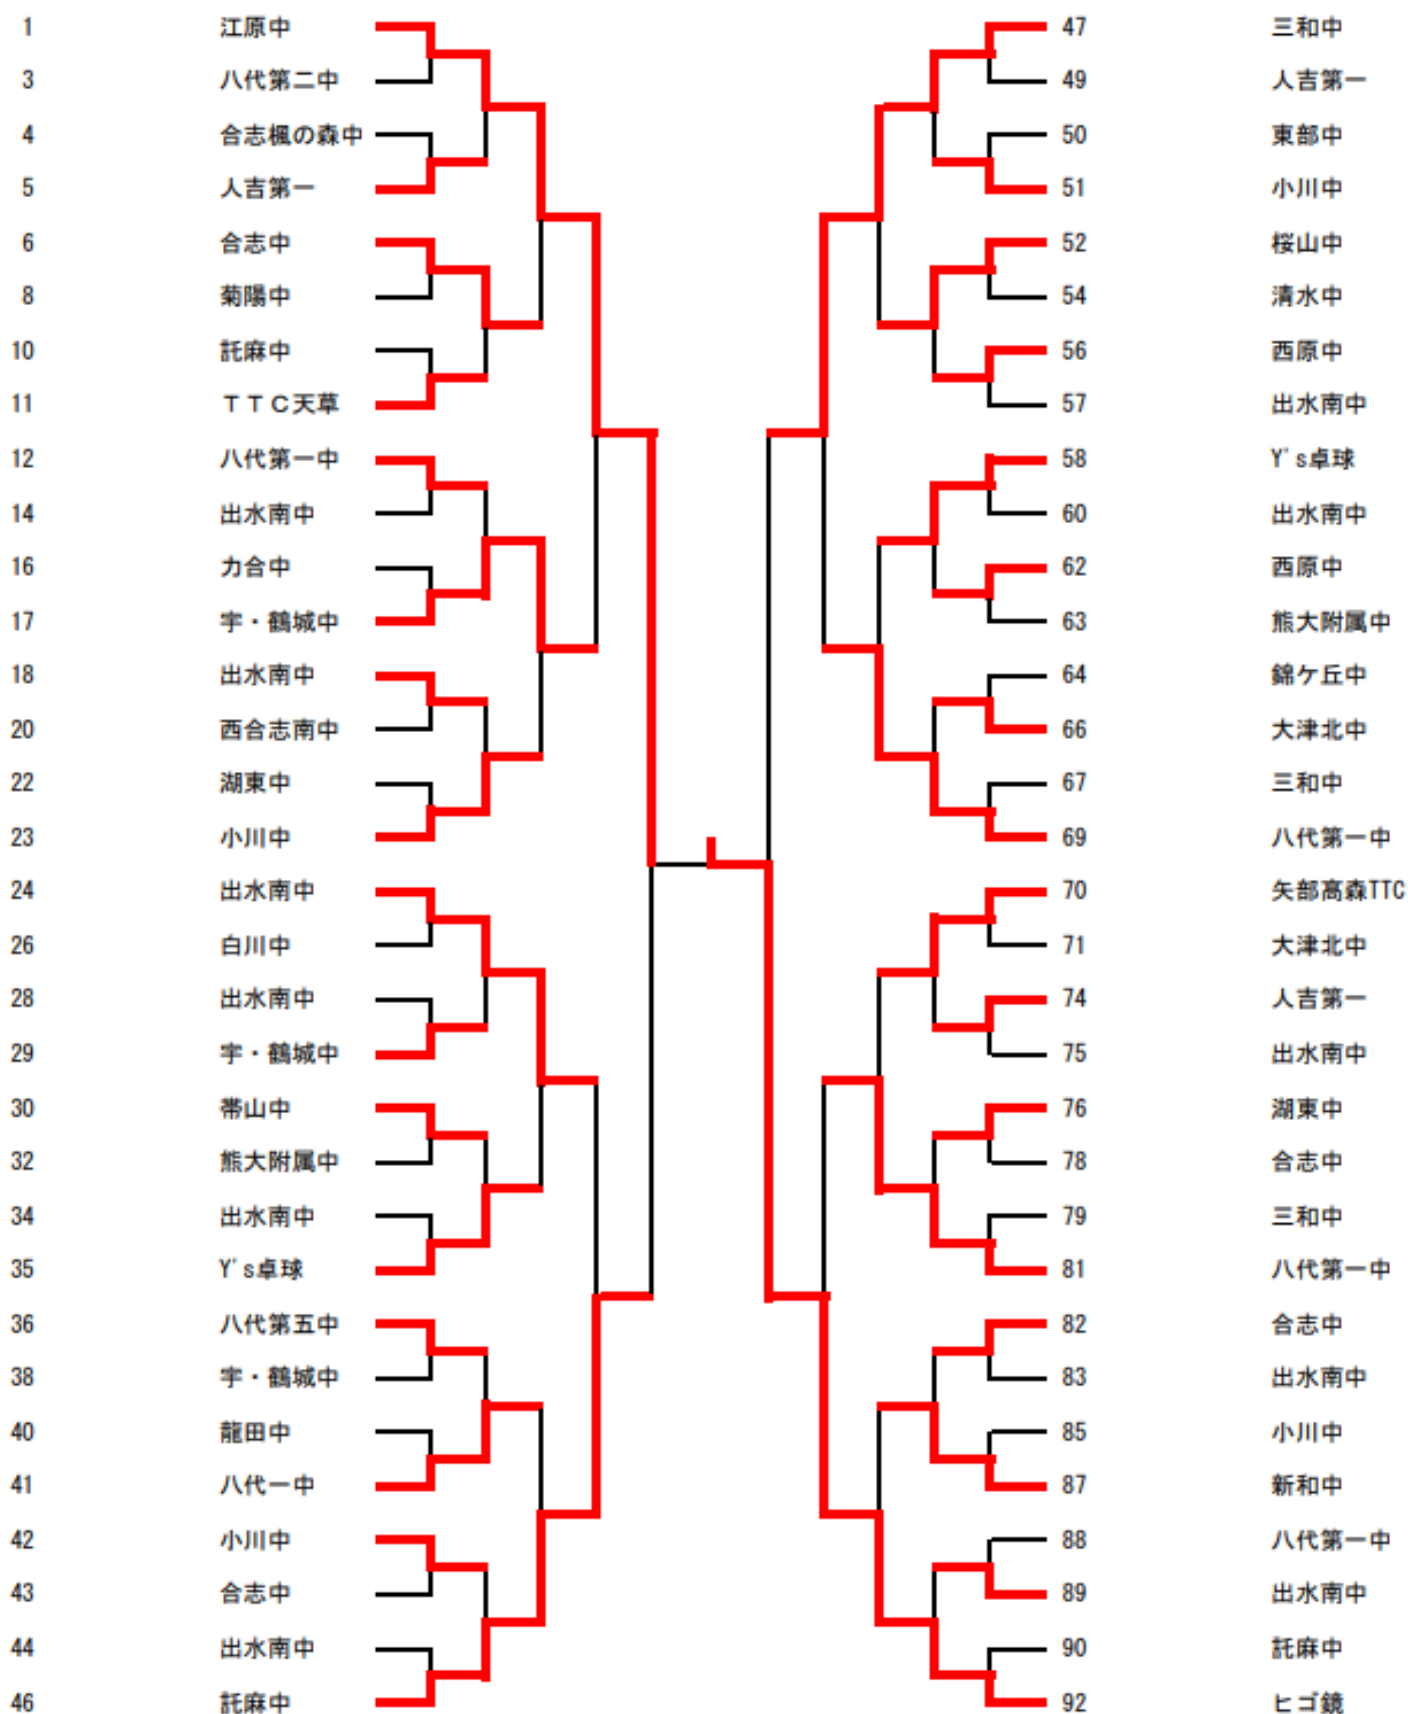 1 江原中 47 三和中
3 八代第二中 49 人吉第一
4 合志楓の森中 50 東部中
5 人吉第一 51 小川中
6 合志中 52 桜山中
8 菊陽中 54 清水中
10 託麻中 56 西原中
11 ＴＴＣ天草 57 出水南中
12 八代第一中 58 Y's卓球
14 出水南中 60 出水南中
16 力合中 62 西原中
17 宇・鶴城中 63 熊大附属中
18 出水南中 64 錦ケ丘中
20 西合志南中 66 大津北中
22 湖東中 67 三和中
23 小川中 69 八代第一中
24 出水南中 70 矢部高森TTC
26 白川中 71 大津北中
28 出水南中 74 人吉第一
29 宇・鶴城中 75 出水南中
30 帯山中 76 湖東中
32 熊大附属中 78 合志中
34 出水南中 79 三和中
35 Y's卓球 81 八代第一中
36 八代第五中 82 合志中
38 宇・鶴城中 83 出水南中
40 龍田中 85 小川中
41 八代一中 87 新和中
42 小川中 88 八代第一中
43 合志中 89 出水南中
44 出水南中 90 託麻中
46 託麻中 92 ヒゴ鏡